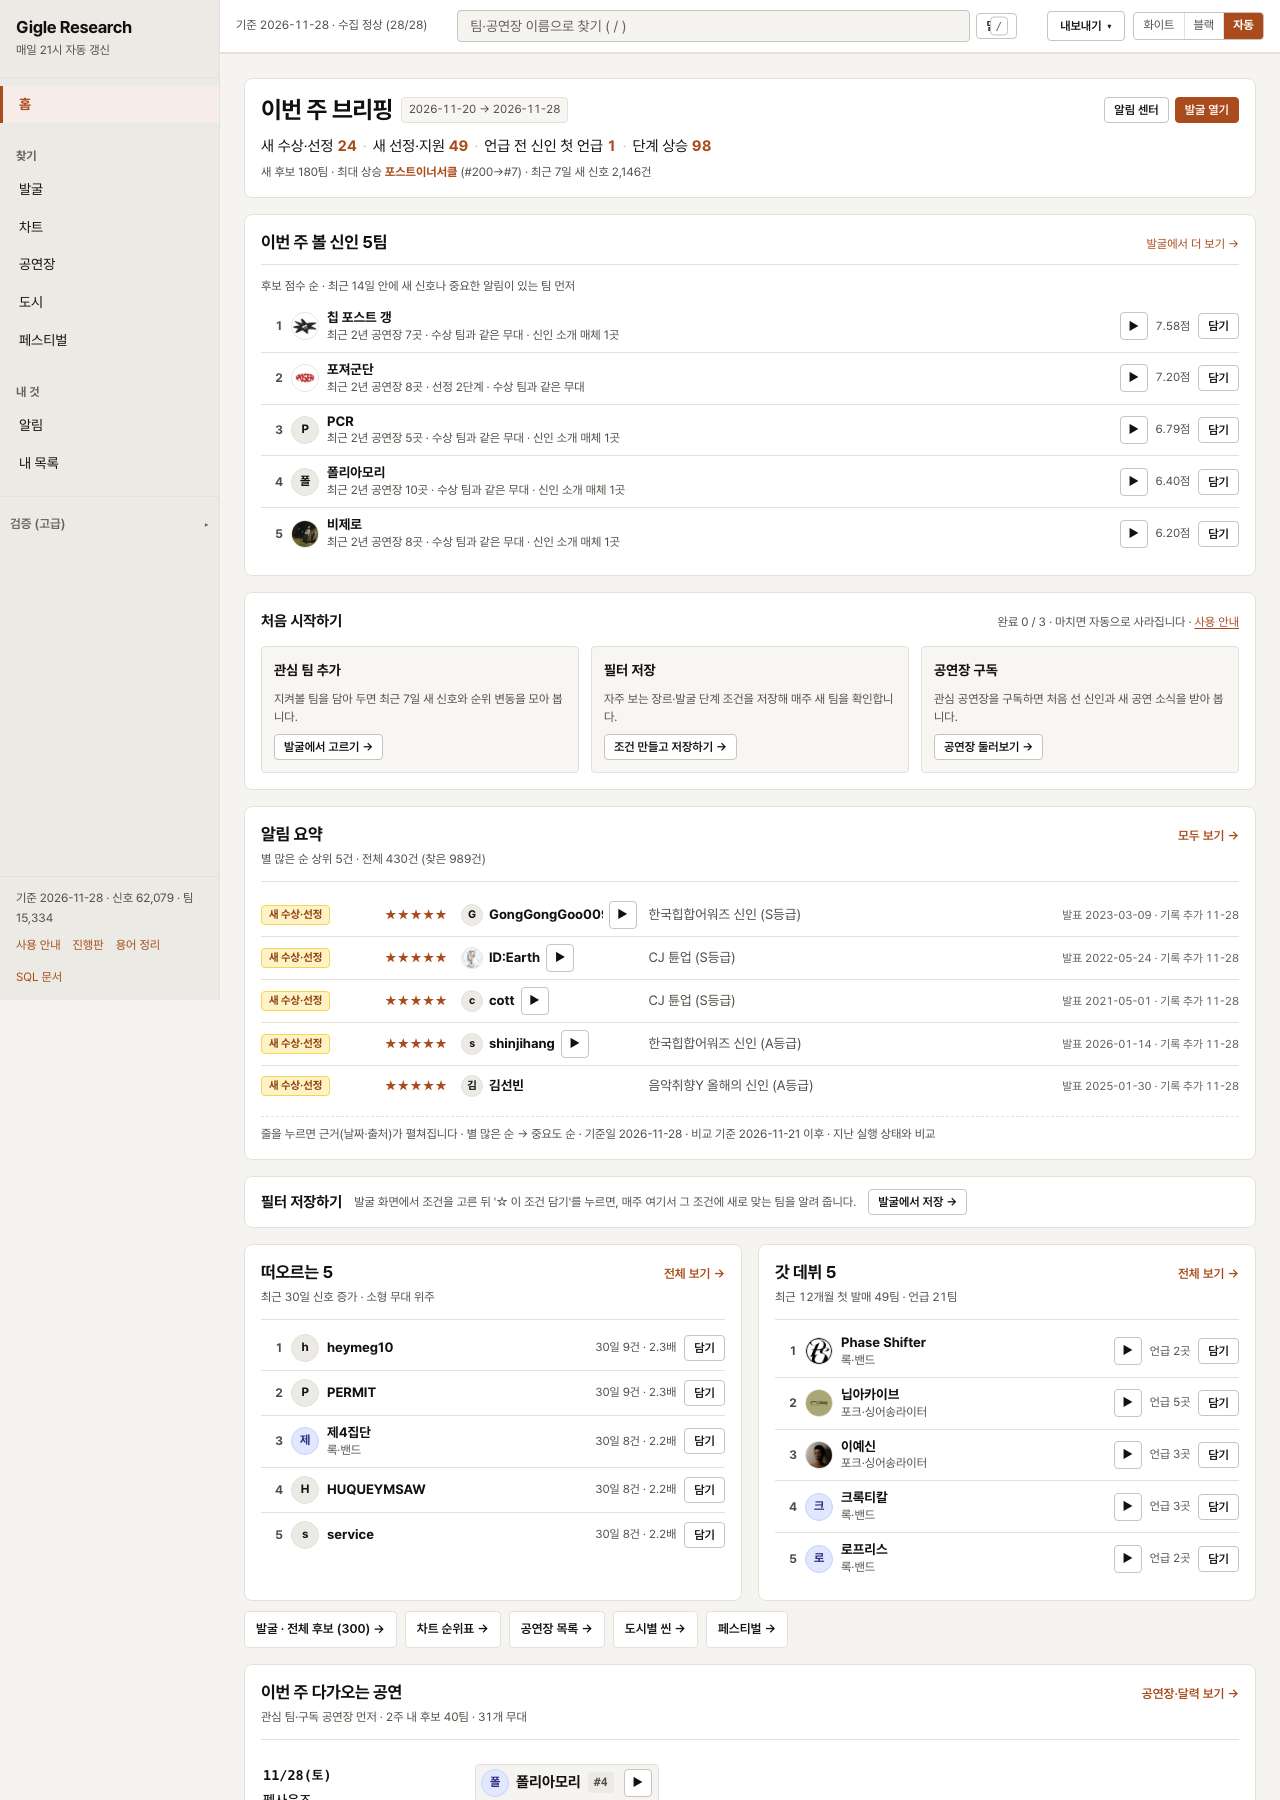 Gigle Research
매일 21시 자동 갱신
홈
찾기
발굴
차트
공연장
도시
페스티벌
내 것
알림
내 목록
검증 (고급)
기준 2026-11-28 · 신호 62,079 · 팀
15,334
사용 안내 진행판 용어 정리
SQL 문서
기준 2026-11-28 · 수집 정상 (28/28)
팀·공연장 이름으로 찾기 ( / )
/
내보내기 ▾
화이트 블랙 자동
이번 주 브리핑 2026-11-20 → 2026-11-28
알림 센터 발굴 열기
새 수상·선정 24 · 새 선정·지원 49 · 언급 전 신인 첫 언급 1 · 단계 상승 98
새 후보 180팀 · 최대 상승 포스트이너서클 (#200→#7) · 최근 7일 새 신호 2,146건
이번 주 볼 신인 5팀
발굴에서 더 보기 →
후보 점수 순 · 최근 14일 안에 새 신호나 중요한 알림이 있는 팀 먼저
1 칩 포스트 갱
최근 2년 공연장 7곳 · 수상 팀과 같은 무대 · 신인 소개 매체 1곳
▶ 7.58점 담기
2 포져군단
최근 2년 공연장 8곳 · 선정 2단계 · 수상 팀과 같은 무대
▶ 7.20점 담기
3 P PCR
최근 2년 공연장 5곳 · 수상 팀과 같은 무대 · 신인 소개 매체 1곳
▶ 6.79점 담기
4 폴 폴리아모리
최근 2년 공연장 10곳 · 수상 팀과 같은 무대 · 신인 소개 매체 1곳
▶ 6.40점 담기
5 비제로
최근 2년 공연장 8곳 · 수상 팀과 같은 무대 · 신인 소개 매체 1곳
▶ 6.20점 담기
처음 시작하기
완료 0 / 3 · 마치면 자동으로 사라집니다 · 사용 안내
관심 팀 추가
지켜볼 팀을 담아 두면 최근 7일 새 신호와 순위 변동을 모아 봅
니다.
발굴에서 고르기 →
필터 저장
자주 보는 장르·발굴 단계 조건을 저장해 매주 새 팀을 확인합니
다.
조건 만들고 저장하기 →
공연장 구독
관심 공연장을 구독하면 처음 선 신인과 새 공연 소식을 받아 봅
니다.
공연장 둘러보기 →
알림 요약
모두 보기 →
별 많은 순 상위 5건 · 전체 430건 (찾은 989건)
새 수상·선정 ★★★★★ G GongGongGoo009 ▶ 한국힙합어워즈 신인 (S등급) 발표 2023-03-09 · 기록 추가 11-28
새 수상·선정 ★★★★★ ID:Earth ▶ CJ 튠업 (S등급) 발표 2022-05-24 · 기록 추가 11-28
새 수상·선정 ★★★★★ c cott ▶ CJ 튠업 (S등급) 발표 2021-05-01 · 기록 추가 11-28
새 수상·선정 ★★★★★ s shinjihang ▶ 한국힙합어워즈 신인 (A등급) 발표 2026-01-14 · 기록 추가 11-28
새 수상·선정 ★★★★★ 김 김선빈 음악취향Y 올해의 신인 (A등급) 발표 2025-01-30 · 기록 추가 11-28
줄을 누르면 근거(날짜·출처)가 펼쳐집니다 · 별 많은 순 → 중요도 순 · 기준일 2026-11-28 · 비교 기준 2026-11-21 이후 · 지난 실행 상태와 비교
필터 저장하기 발굴 화면에서 조건을 고른 뒤 '☆ 이 조건 담기'를 누르면, 매주 여기서 그 조건에 새로 맞는 팀을 알려 줍니다. 발굴에서 저장 →
떠오르는 5
전체 보기 →
최근 30일 신호 증가 · 소형 무대 위주
1 h heymeg10 30일 9건 · 2.3배 담기
2 P PERMIT 30일 9건 · 2.3배 담기
3 제 제4집단
록·밴드
30일 8건 · 2.2배 담기
4 H HUQUEYMSAW 30일 8건 · 2.2배 담기
5 s service 30일 8건 · 2.2배 담기
갓 데뷔 5
전체 보기 →
최근 12개월 첫 발매 49팀 · 언급 21팀
1 Phase Shifter
록·밴드
▶ 언급 2곳 담기
2 닙아카이브
포크·싱어송라이터
▶ 언급 5곳 담기
3 이예신
포크·싱어송라이터
▶ 언급 3곳 담기
4 크 크록티칼
록·밴드
▶ 언급 3곳 담기
5 로 로프리스
록·밴드
▶ 언급 2곳 담기
발굴 · 전체 후보 (300) → 차트 순위표 → 공연장 목록 → 도시별 씬 → 페스티벌 →
이번 주 다가오는 공연
공연장·달력 보기 →
관심 팀·구독 공연장 먼저 · 2주 내 후보 40팀 · 31개 무대
11/28(토)
폴 폴리아모리 #4 ▶